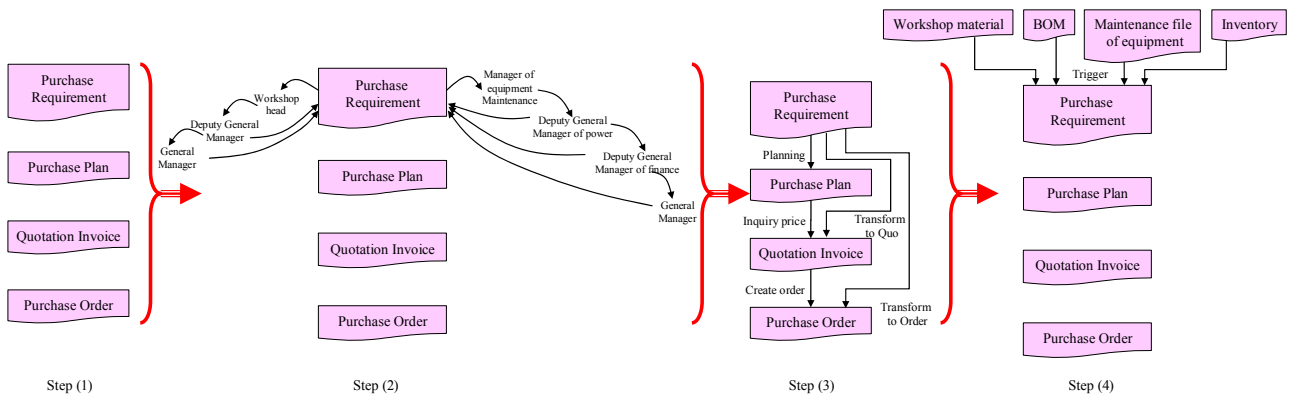 Purchase
Requirement
Purchase Plan
Quotation Invoice
Purchase Order
Step (1)
Purchase
Requirement
Workshop
head
Deputy General
Manager
General
Manager
Manager of
equipment
Maintenance
Deputy General
Manager of power
Deputy General
Manager of finance
General
Manager
Purchase Plan
Quotation Invoice
Purchase Order
Step (2)
Purchase
Requirement
Planning
Purchase Plan
Inquiry price
Transform
to Quo
Quotation Invoice
Create order
Transform
to Order
Purchase Order
Step (3)
Workshop material
BOM
Maintenance file
of equipment
Inventory
Trigger
Purchase
Requirement
Purchase Plan
Quotation Invoice
Purchase Order
Step (4)